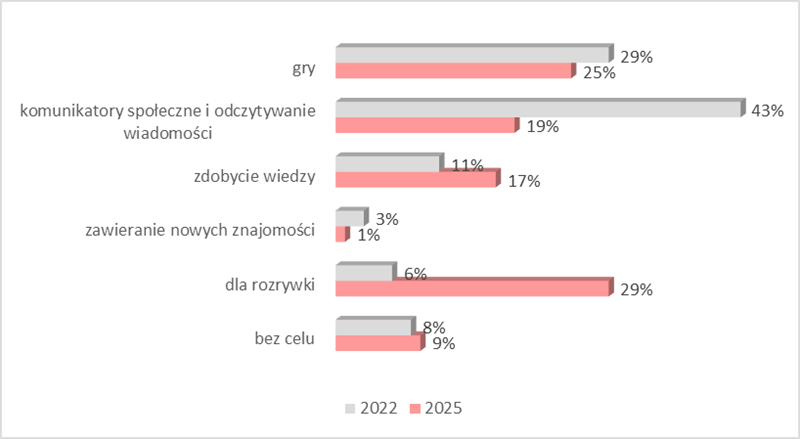 gry
29%
25%
komunikatory społeczne i odczytywanie
wiadomości
43%
19%
zdobycie wiedzy
11%
17%
zawieranie nowych znajomości
3%
1%
dla rozrywki
6%
29%
bez celu
8%
9%
2022
2025